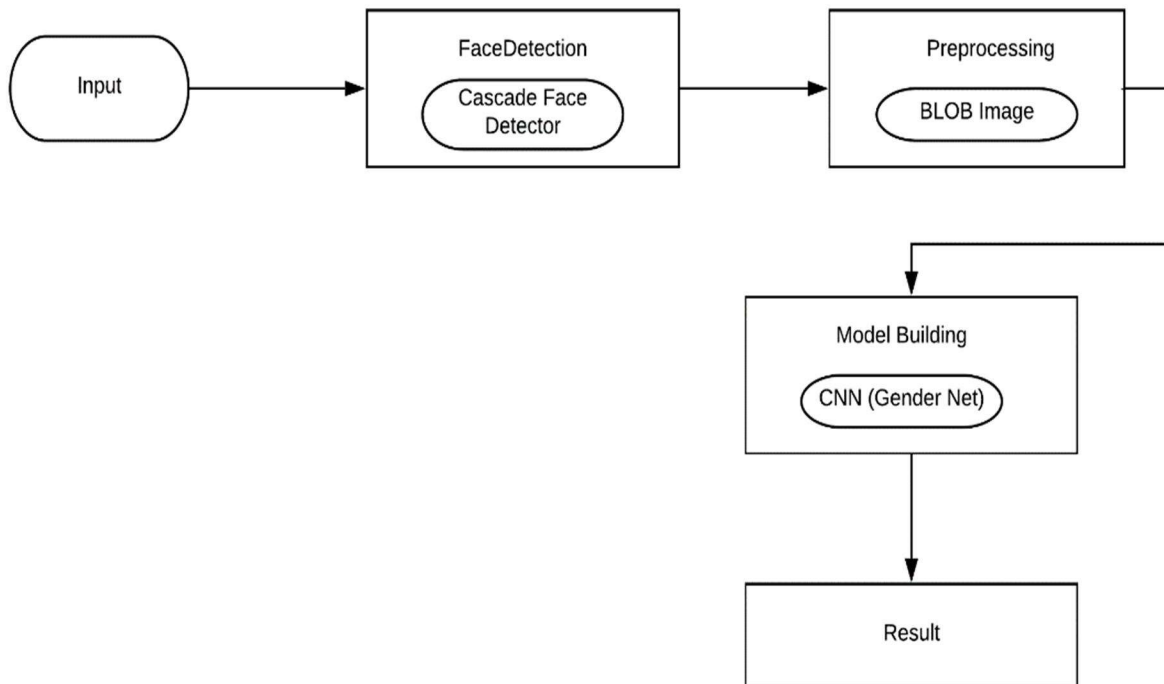 Input
FaceDetection
Cascade Face
Detector
Preprocessing
BLOB Image
Model Building
CNN (Gender Net)
Result